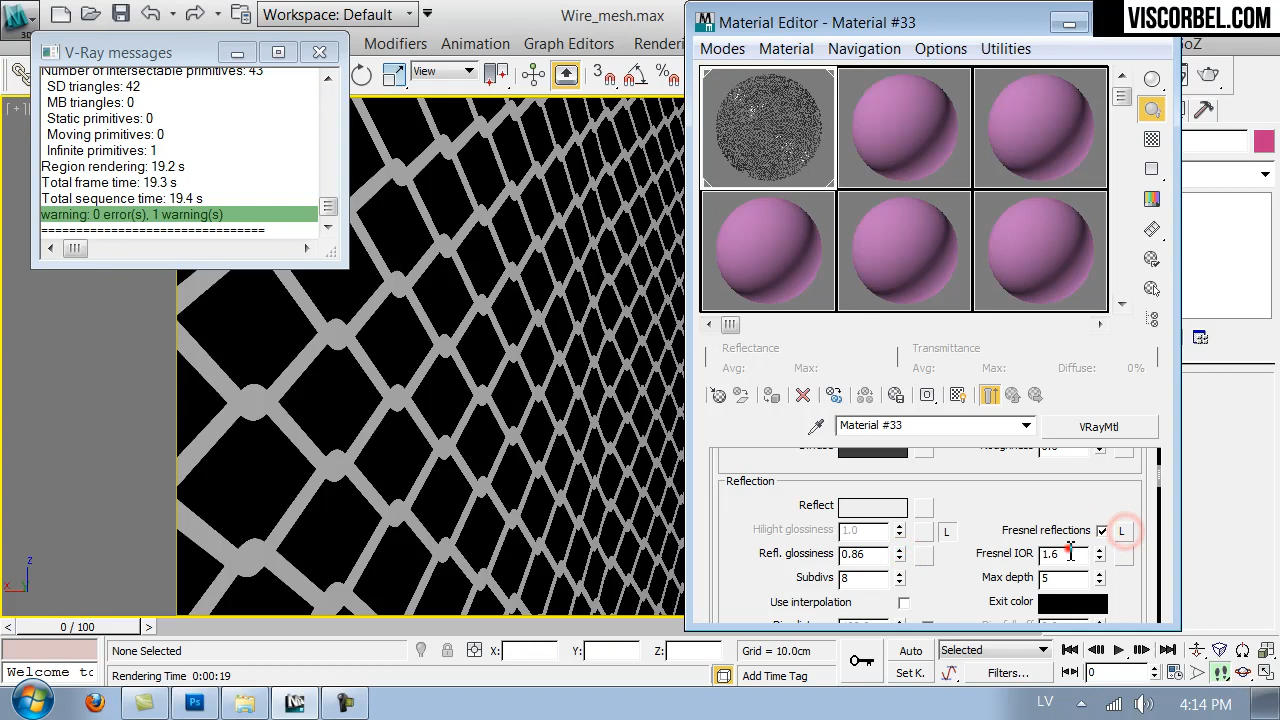 Workspace: Default
Wire_mesh.max
Material Editor - Material #33
VISCORBEL.COM
V-Ray messages
Modifiers
Animation
Graph Editors
Modes
Material
Navigation
Options
Utilities
View
Number of intersectable primitives: 43
SD triangles: 42
MB triangles: 0
Static primitives: 0
Moving primitives: 0
Infinite primitives: 1
Region rendering: 19.2 s
Total frame time: 19.3 s
Total sequence time: 19.4 s
warning: 0 error(s), 1 warning(s)
==============================
Reflectance
Transmittance
Avg:
Max:
Avg:
Max:
Diffuse:
0%
Material #33
VRayMtl
Reflection
Reflect
Hilight glossiness
1.0
L
Fresnel reflections
L
Refl. glossiness
0.86
Fresnel IOR
1.6
Subdivs
8
Max depth
5
Use interpolation
Exit color
z
x
0 / 100
None Selected
X:
Y:
Z:
Grid = 10.0cm
Auto
Selected
Welcome to
Rendering Time 0:00:19
Add Time Tag
Set K.
Filters...
0
LV
4:14 PM